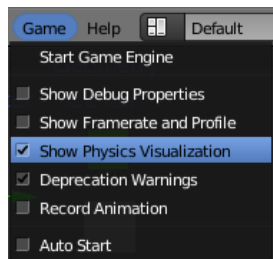 Game Help Default
Start Game Engine
Show Debug Properties
Show Framerate and Profile
Show Physics Visualization
Deprecation Warnings
Record Animation
Auto Start